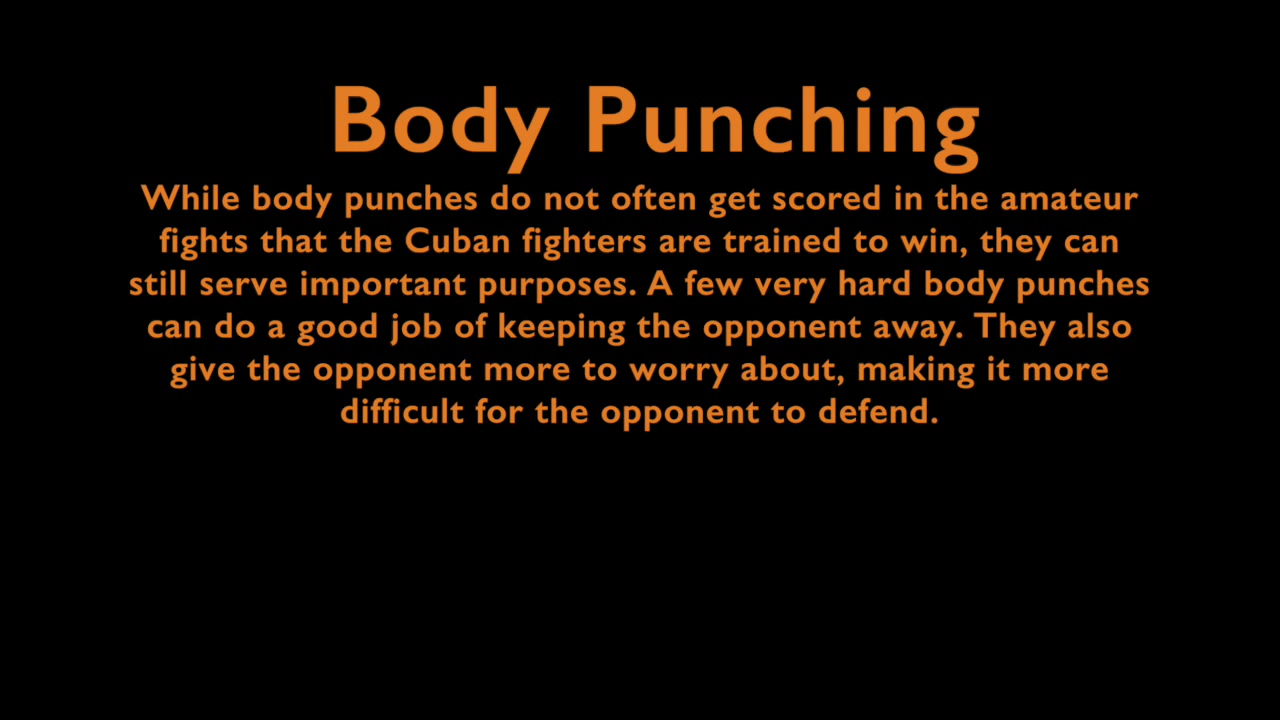 Body Punching
While body punches do not often get scored in the amateur
fights that the Cuban fighters are trained to win, they can
still serve important purposes. A few very hard body punches
can do a good job of keeping the opponent away. They also
give the opponent more to worry about, making it more
difficult for the opponent to defend.